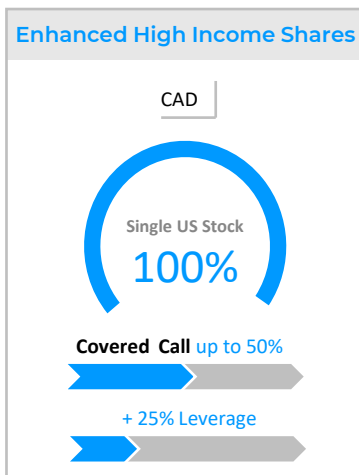 Enhanced High Income Shares
CAD
Single US Stock
100%
Covered Call up to 50%
+ 25% Leverage